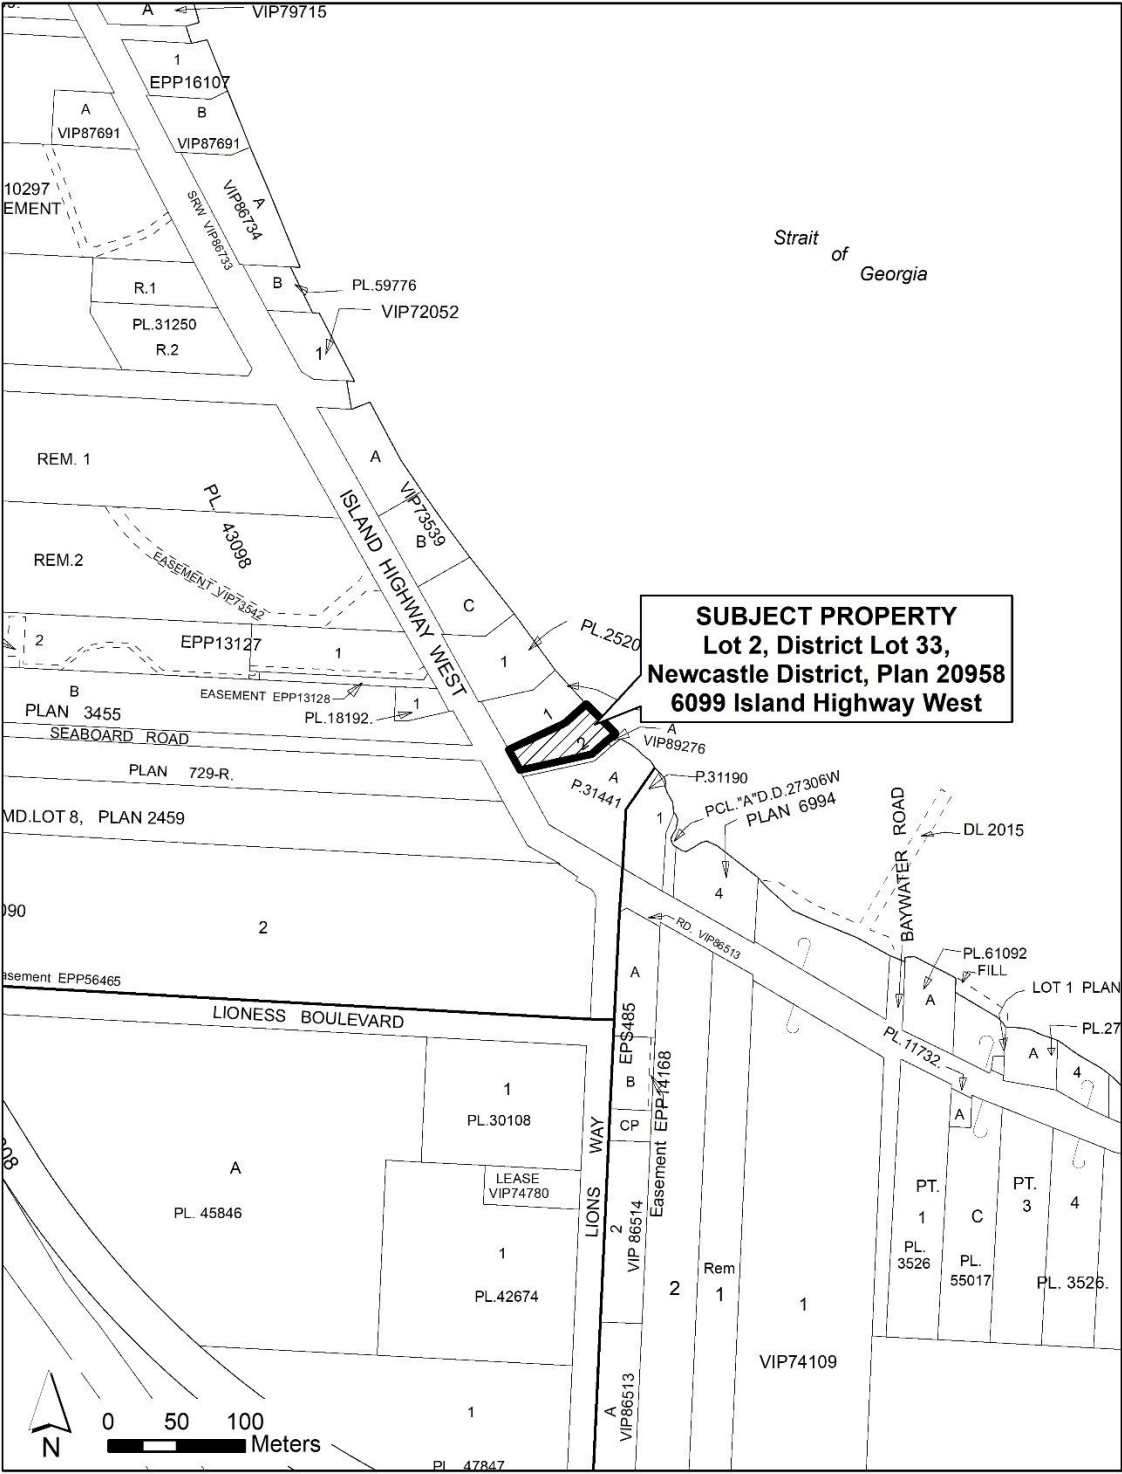 A
VIP79715
1
EPP16107
A
VIP87691
B
VIP87691
10297
EMENT
A
VIP86734
SRW VIP86733
Strait
of
Georgia
R.1
PL.31250
R.2
B
PL.59776
VIP72052
1
REM. 1
A
VIP73539
B
ISLAND HIGHWAY WEST
PL. 43098
REM.2
EASEMENT VIP73542
C
2
EPP13127
1
1
PL.2520
SUBJECT PROPERTY
Lot 2, District Lot 33,
Newcastle District, Plan 20958
6099 Island Highway West
EASEMENT EPP13128
B
PLAN 3455
1
PL.18192.
1
2
A
VIP89276
SEABOARD ROAD
PLAN 729-R.
A
P.31441
P.31190
1
PCL."A"D.D.27306W
PLAN 6994
MD.LOT 8, PLAN 2459
BAYWATER ROAD
DL 2015
4
090
2
RD. VIP86513
PL.61092
FILL
A
LOT 1 PLAN
asement EPP56465
A
LIONESS BOULEVARD
EPS485
PL.11732.
A
PL.27
4
B
Easement EPP14168
A
1
PL.30108
CP
LIONS WAY
308
A
PL. 45846
LEASE
VIP74780
2
VIP 86514
PT.
1
PL.
3526
C
PL.
55017
PT.
3
4
PL. 3526.
1
PL.42674
2
Rem
1
1
VIP74109
A
VIP86513
1
PL. 47847
N
0 50 100
Meters